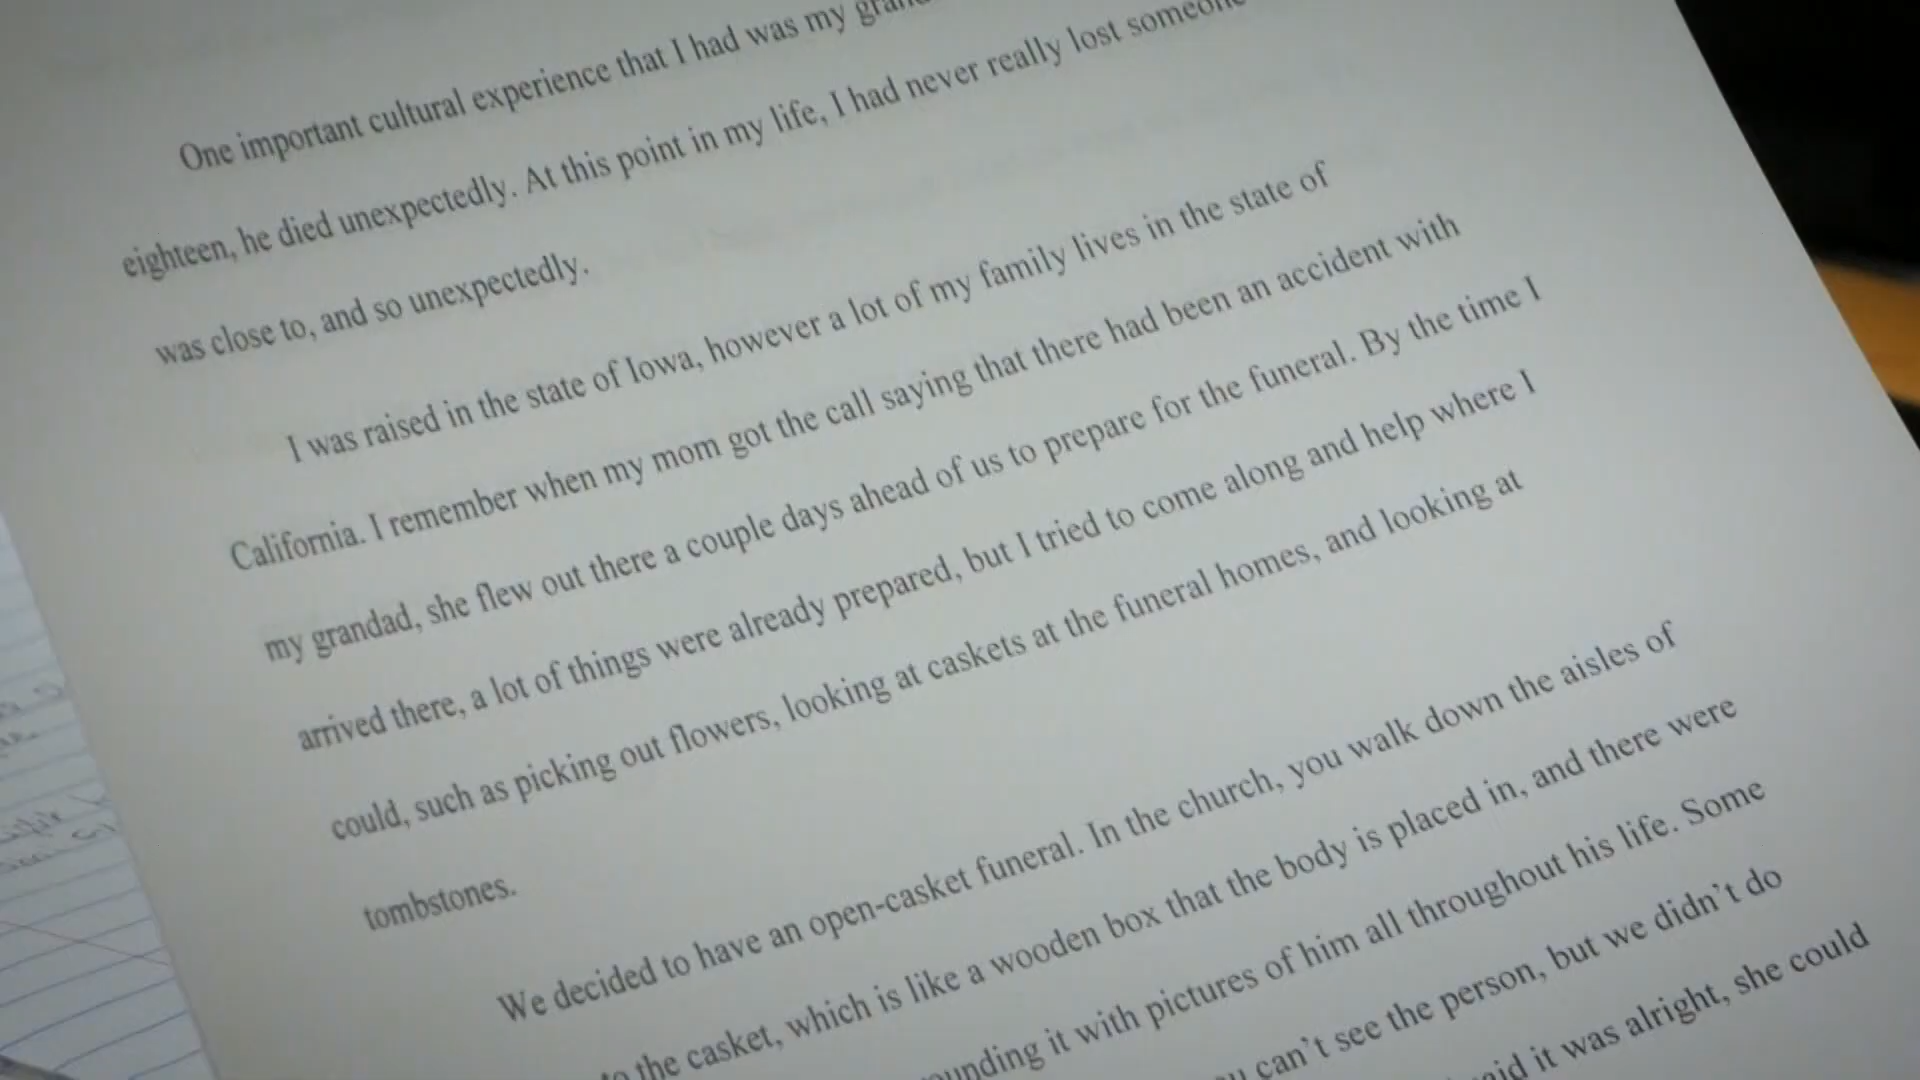 One important cultural experience that I had was my
eighteen, he died unexpectedly. At this point in my life, I had never really lost someone
was close to, and so unexpectedly.
I was raised in the state of Iowa, however a lot of my family lives in the state of
California. I remember when my mom got the call saying that there had been an accident with
my grandad, she flew out there a couple days ahead of us to prepare for the funeral. By the time I
arrived there, a lot of things were already prepared, but I tried to come along and help where I
could, such as picking out flowers, looking at caskets at the funeral homes, and looking at
tombstones.
We decided to have an open-casket funeral. In the church, you walk down the aisles of
the casket, which is like a wooden box that the body is placed in, and there were
it with pictures of him all throughout his life. Some
can't see the person, but we didn't do
it was alright, she could